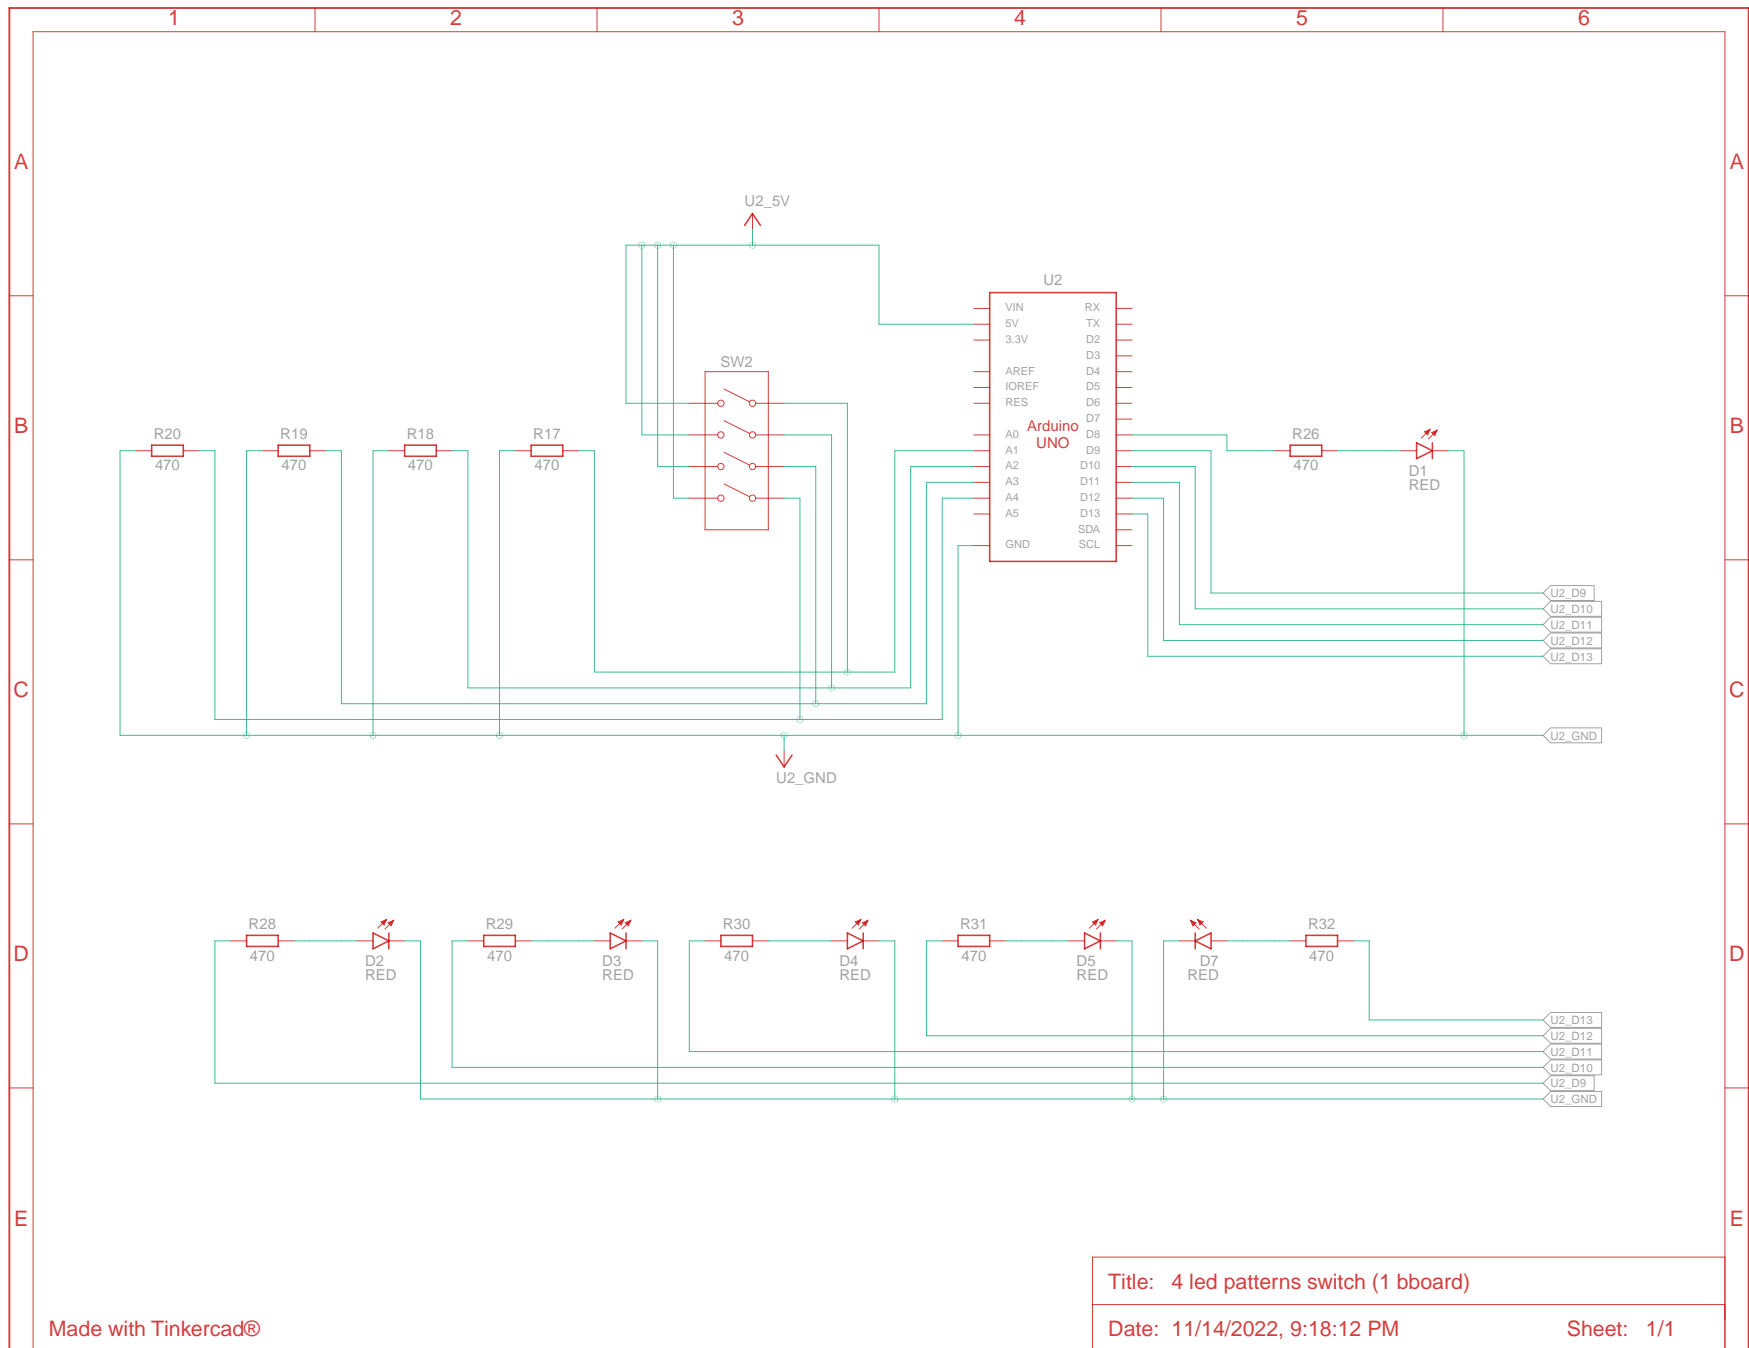 1 2 3 4 5 6
A A
U2_5V
U2
VIN RX
5V TX
3.3V D2
D3
SW2
AREF D4
IOREF D5
RES D6
D7
B B
Arduino
UNO
R20 R19 R18 R17 A0 D8 R26
A1 D9
470 470 470 470 A2 D10 470 D1
A3 D11 RED
A4 D12
A5 D13
SDA
GND SCL
U2_D9
U2_D10
U2_D11
U2_D12
U2_D13
C C
U2_GND
U2_GND
R28 R29 R30 R31 R32
D D
470 D2 470 D3 470 D4 470 D5 D7 470
RED RED RED RED RED
U2_D13
U2_D12
U2_D11
U2_D10
U2_D9
U2_GND
E E
Title: 4 led patterns switch (1 bboard)
Made with Tinkercad® Date: 11/14/2022, 9:18:12 PM Sheet: 1/1